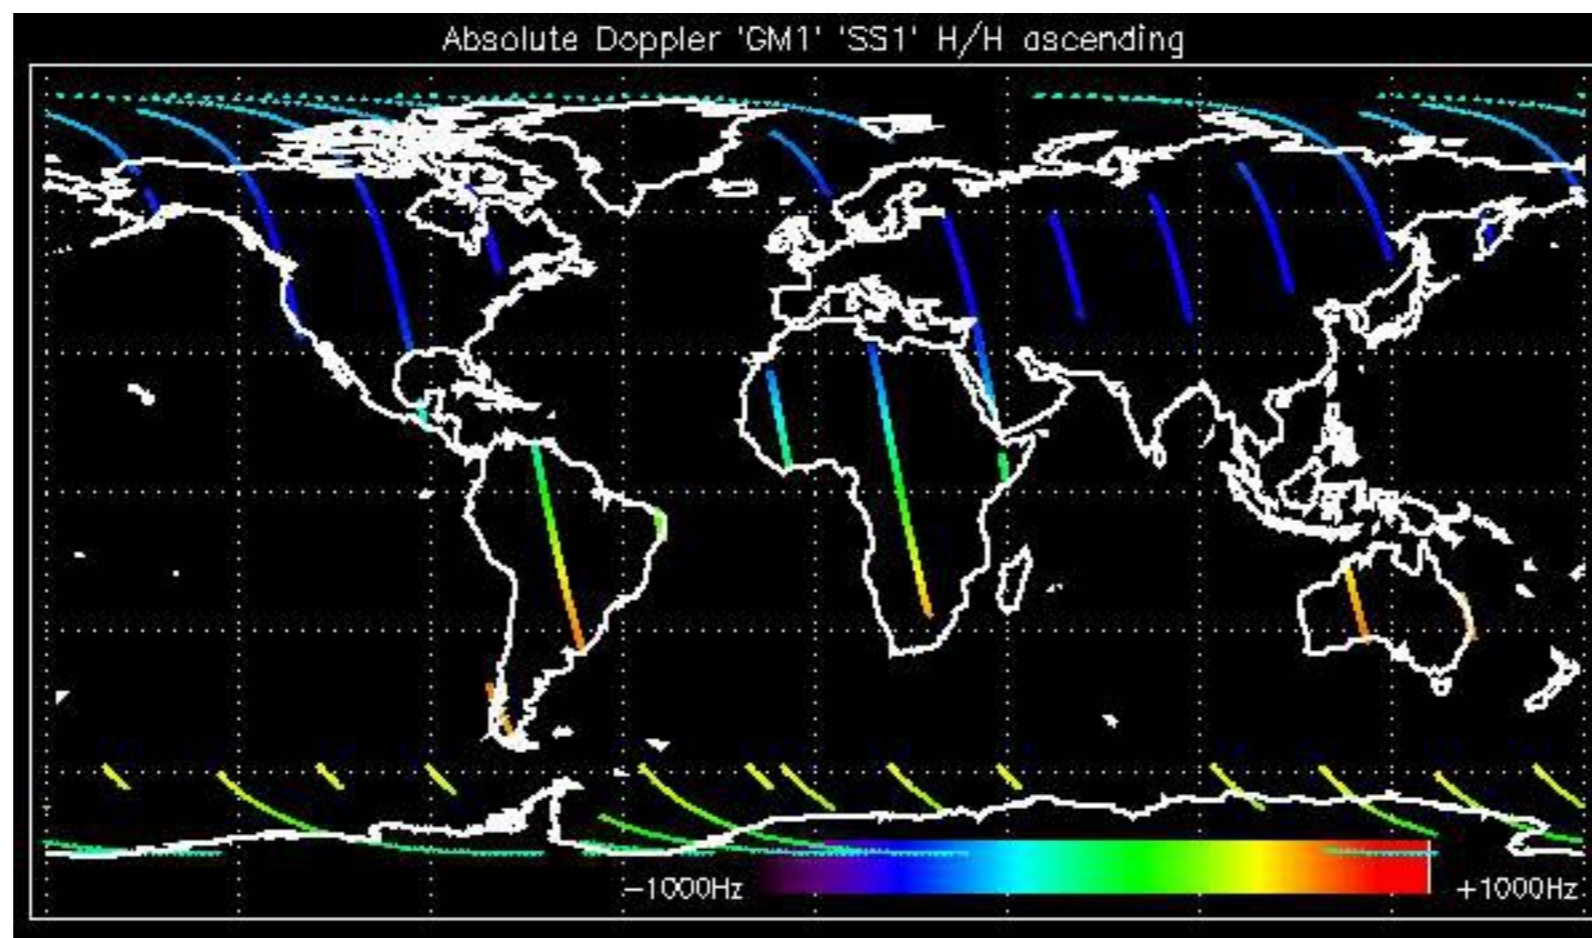 Absolute Doppler 'GM1' 'SS1' H/H ascending
-1000Hz
+1000Hz